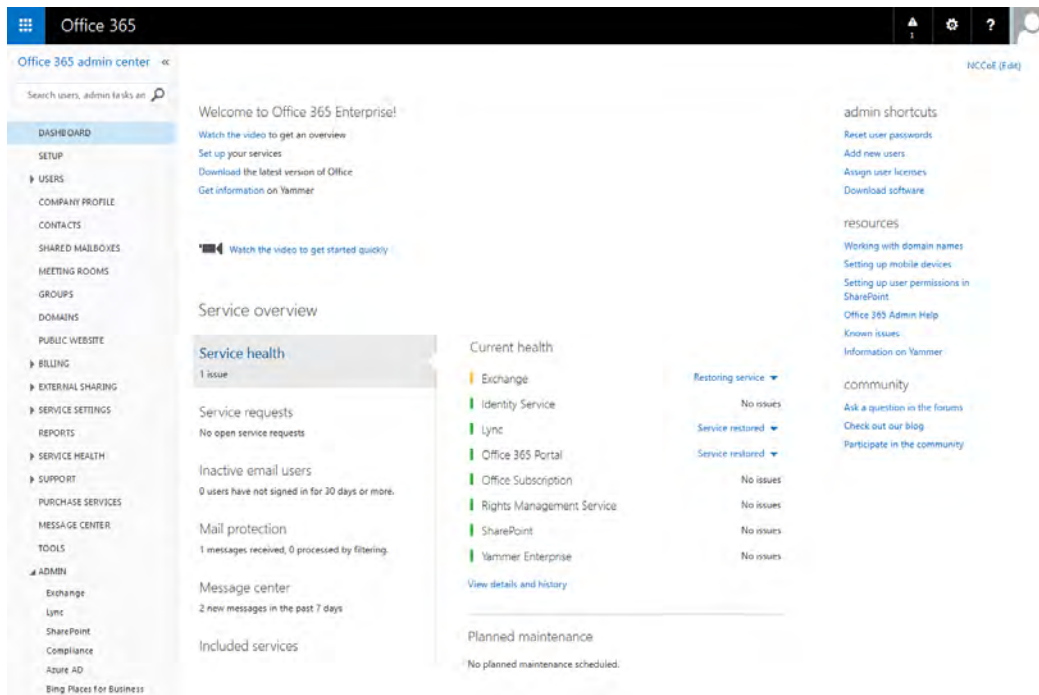 Office 365
1
?
Office 365 admin center «
NCCoE (Edit)
Search users, admin tasks an
DASHBOARD
SETUP
USERS
COMPANY PROFILE
CONTACTS
SHARED MAILBOXES
MEETING ROOMS
GROUPS
DOMAINS
PUBLIC WEBSITE
BILLING
EXTERNAL SHARING
SERVICE SETTINGS
REPORTS
SERVICE HEALTH
SUPPORT
PURCHASE SERVICES
MESSAGE CENTER
TOOLS
ADMIN
Exchange
Lync
SharePoint
Compliance
Azure AD
Bing Places for Business
Welcome to Office 365 Enterprise!
Watch the video to get an overview
Set up your services
Download the latest version of Office
Get information on Yammer
Watch the video to get started quickly
Service overview
Service health
1 issue
Service requests
No open service requests
Inactive email users
0 users have not signed in for 30 days or more.
Mail protection
1 messages received, 0 processed by filtering.
Message center
2 new messages in the past 7 days
Included services
Current health
Exchange Restoring service
Identity Service No issues
Lync Service restored
Office 365 Portal Service restored
Office Subscription No issues
Rights Management Service No issues
SharePoint No issues
Yammer Enterprise No issues
View details and history
Planned maintenance
No planned maintenance scheduled.
admin shortcuts
Reset user passwords
Add new users
Assign user licenses
Download software
resources
Working with domain names
Setting up mobile devices
Setting up user permissions in
SharePoint
Office 365 Admin Help
Known issues
Information on Yammer
community
Ask a question in the forums
Check out our blog
Participate in the community